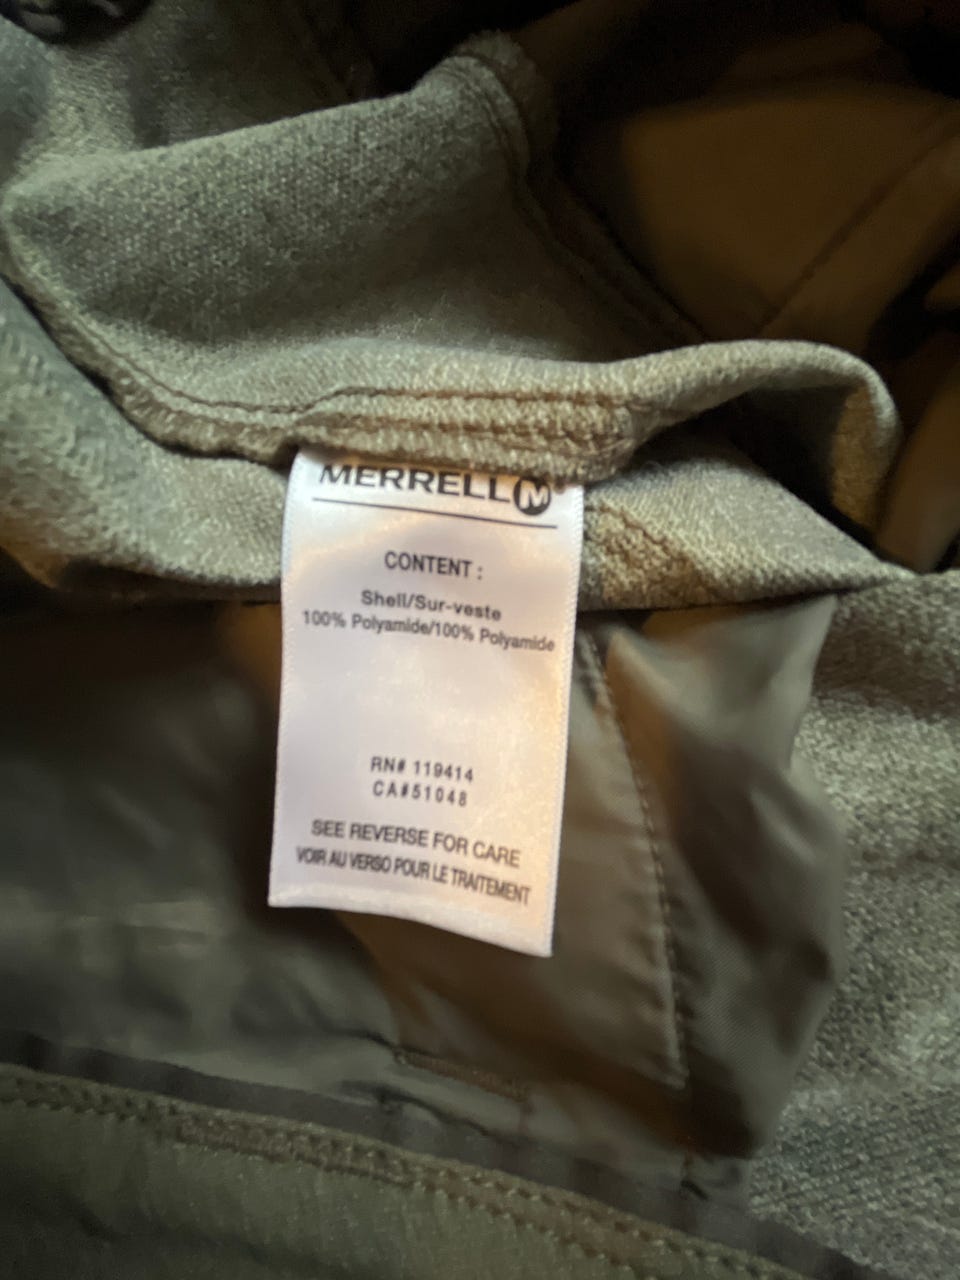 MERRELL M
CONTENT :
Shell/Sur-veste
100% Polyamide/100% Polyamide
RN# 119414
CA#51048
SEE REVERSE FOR CARE
VOIR AU VERSO POUR LE TRAITEMENT